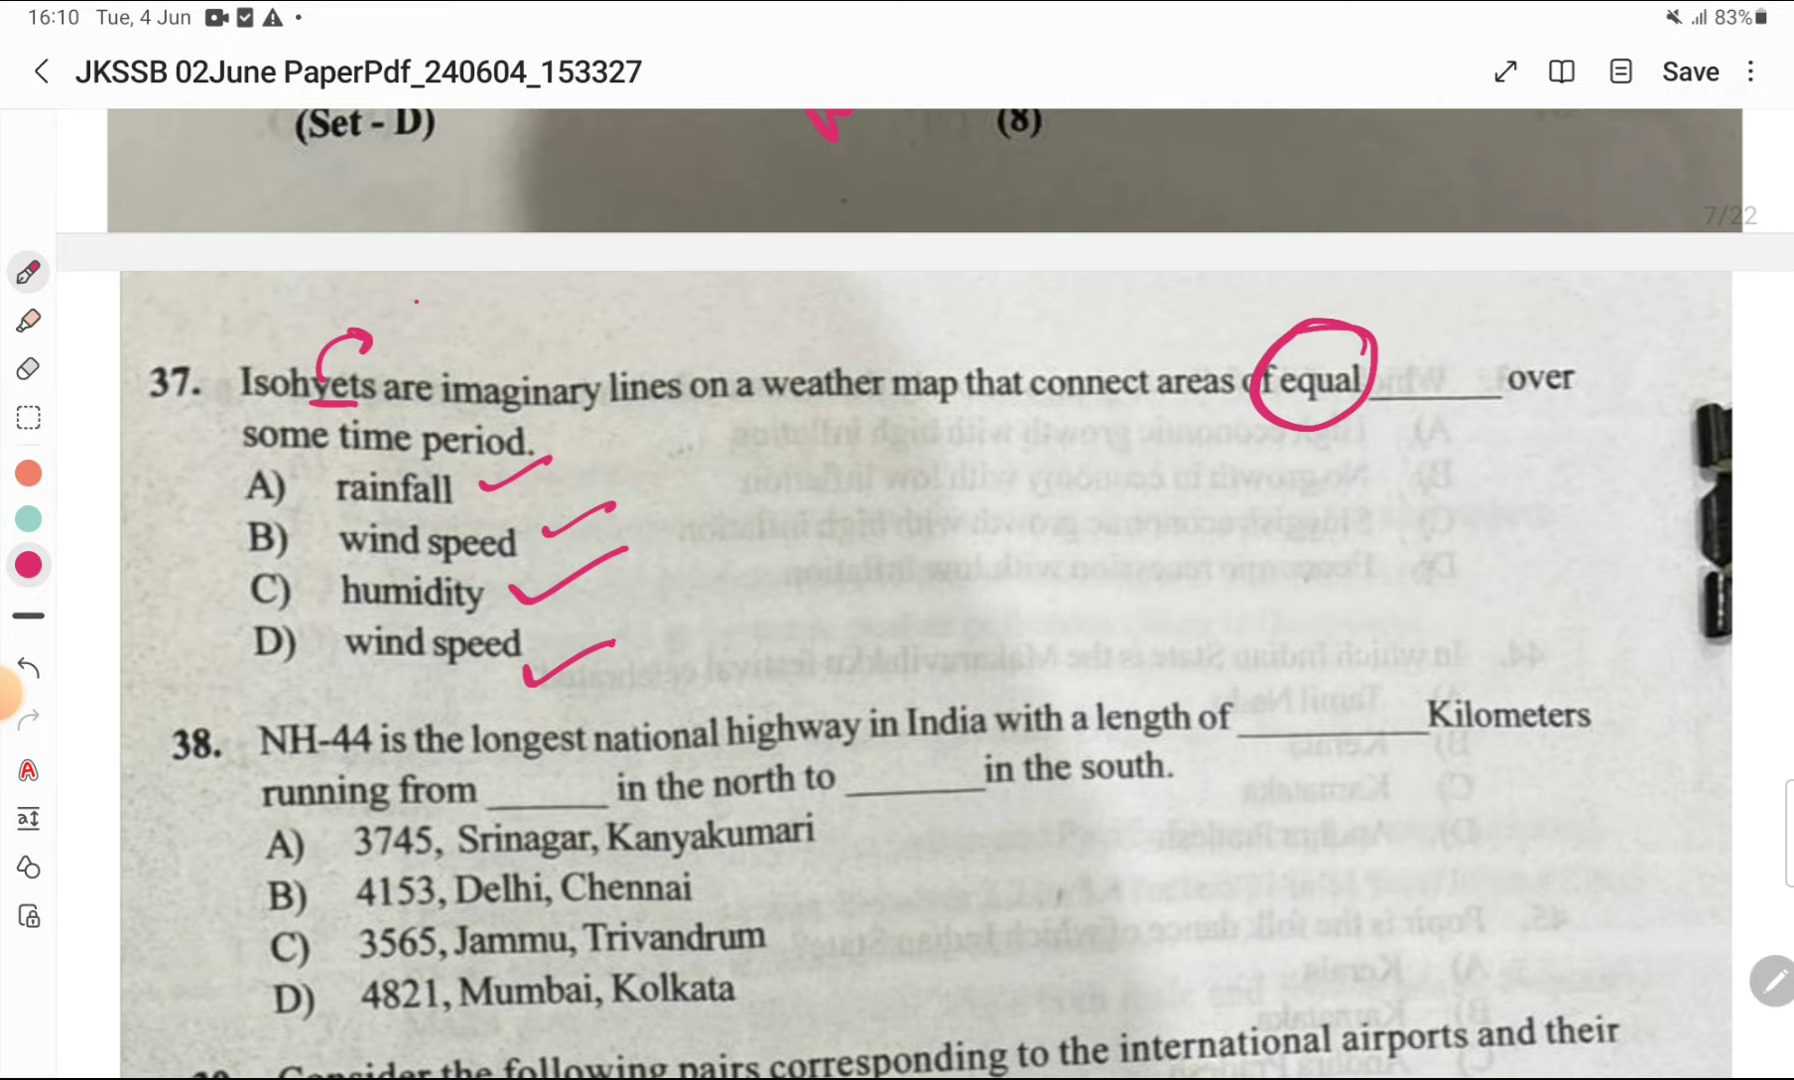 16:10 Tue, 4 Jun
83%
JKSSB 02June PaperPdf_240604_153327
Save
(Set - D)
(8)
7/22
37. Isohyets are imaginary lines on a weather map that connect areas of equal ________ over
some time period.
A) rainfall
B) wind speed
C) humidity
D) wind speed
38. NH-44 is the longest national highway in India with a length of ____________ Kilometers
running from ________ in the north to _________ in the south.
A) 3745, Srinagar, Kanyakumari
B) 4153, Delhi, Chennai
C) 3565, Jammu, Trivandrum
D) 4821, Mumbai, Kolkata
Consider the following pairs corresponding to the international airports and their